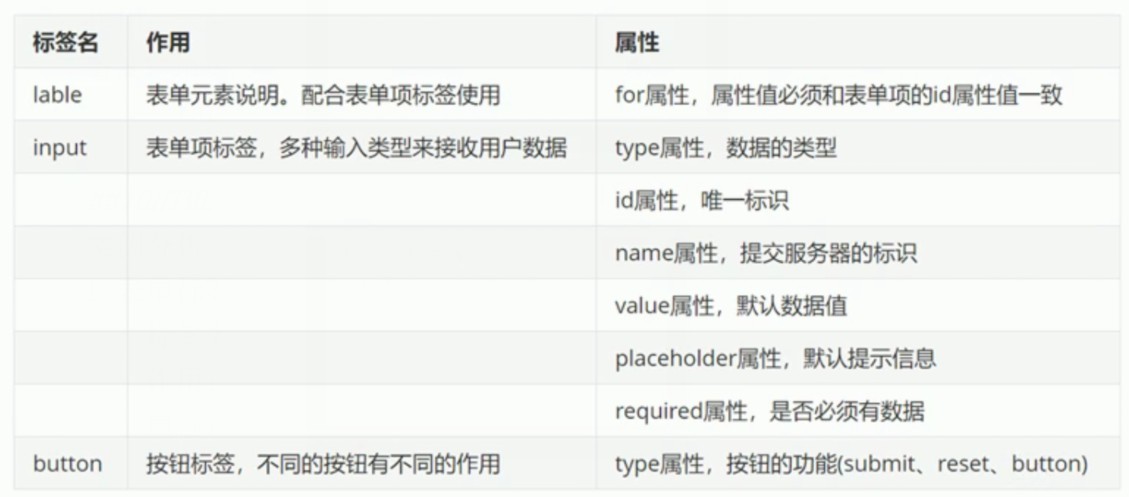 标签名 作用 属性
lable 表单元素说明。配合表单项标签使用 for属性，属性值必须和表单项的id属性值一致
input 表单项标签，多种输入类型来接收用户数据 type属性，数据的类型
id属性，唯一标识
name属性，提交服务器的标识
value属性，默认数据值
placeholder属性，默认提示信息
required属性，是否必须有数据
button 按钮标签，不同的按钮有不同的作用 type属性，按钮的功能(submit、reset、button)